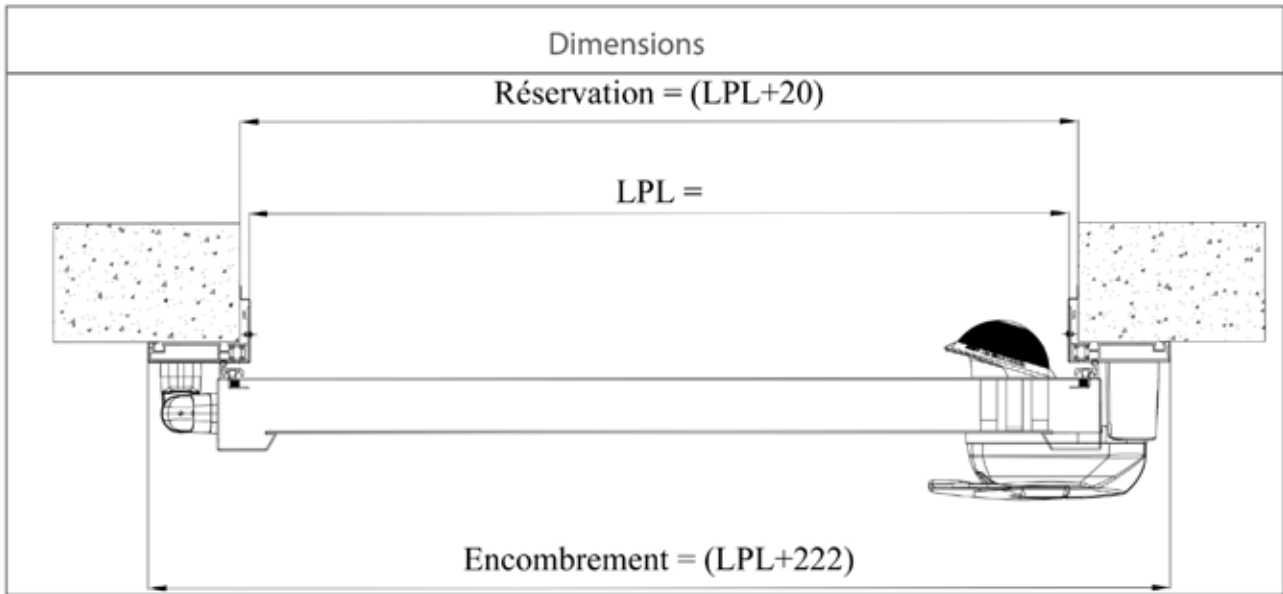 Dimensions
Réservation = (LPL+20)
LPL =
Encombrement = (LPL+222)